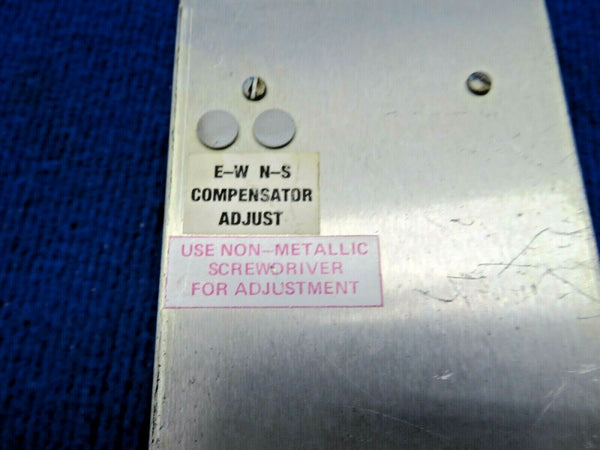 E-W N-S
COMPENSATOR
ADJUST
USE NON-METALLIC
SCREWDRIVER
FOR ADJUSTMENT